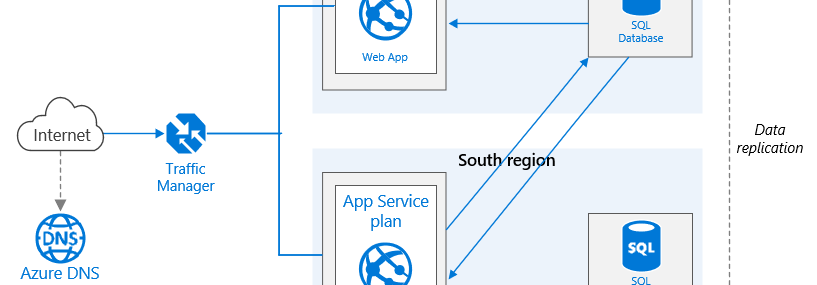 Web App
SQL
Database
Internet
Traffic
Manager
Data
replication
South region
App Service
plan
DNS
Azure DNS
SQL
SQL